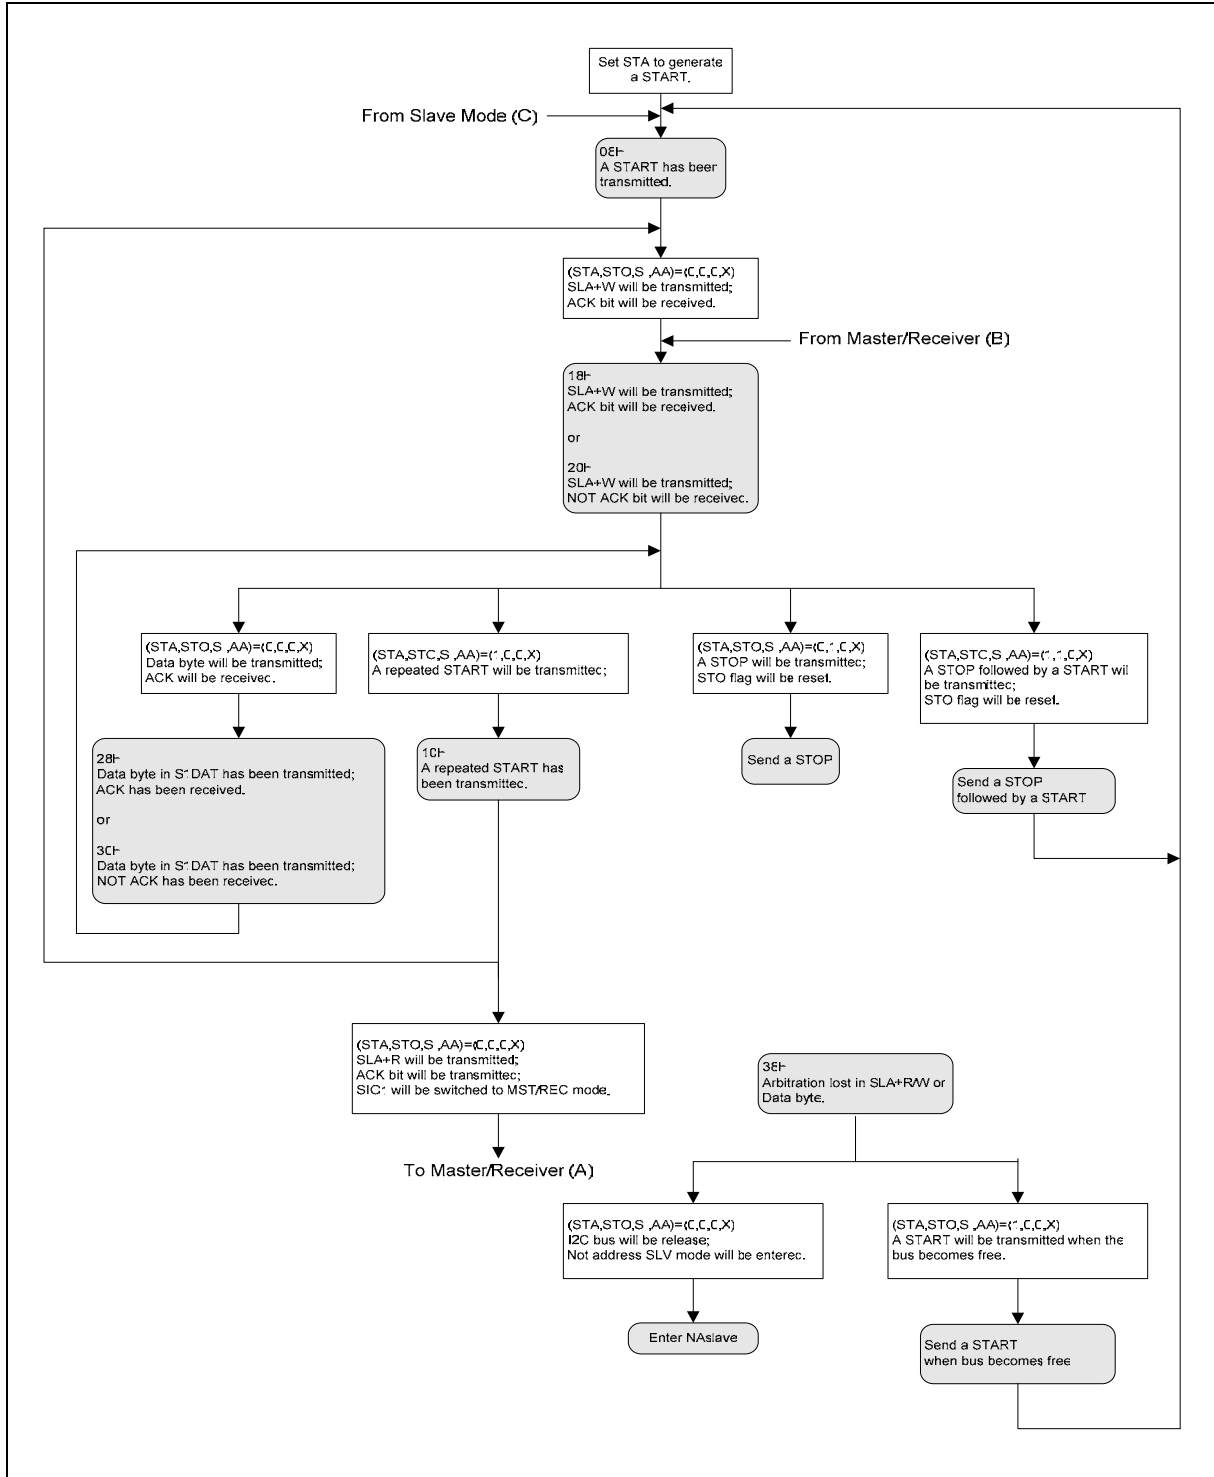 Set STA to generate
a START.
From Slave Mode (C)
08H
A START has been
transmitted.
(STA,STO,SI,AA)=(0,0,0,X)
SLA+W will be transmitted;
ACK bit will be received.
From Master/Receiver (B)
18H
SLA+W will be transmitted;
ACK bit will be received.
or
20H
SLA+W will be transmitted;
NOT ACK bit will be received.
(STA,STO,SI,AA)=(0,0,0,X)
Data byte will be transmitted;
ACK will be received.
(STA,STO,SI,AA)=(1,0,0,X)
A repeated START will be transmitted;
(STA,STO,SI,AA)=(0,1,0,X)
A STOP will be transmitted;
STO flag will be reset.
(STA,STO,SI,AA)=(1,1,0,X)
A STOP followed by a START will
be transmitted;
STO flag will be reset.
28H
Data byte in S1DAT has been transmitted;
ACK has been received.
or
30H
Data byte in S1DAT has been transmitted;
NOT ACK has been received.
10H
A repeated START has
been transmitted.
Send a STOP
Send a STOP
followed by a START
(STA,STO,SI,AA)=(0,0,0,X)
SLA+R will be transmitted;
ACK bit will be transmitted;
SIO1 will be switched to MST/REC mode.
To Master/Receiver (A)
38H
Arbitration lost in SLA+R/W or
Data byte.
(STA,STO,SI,AA)=(0,0,0,X)
I2C bus will be release;
Not address SLV mode will be entered.
(STA,STO,SI,AA)=(1,0,0,X)
A START will be transmitted when the
bus becomes free.
Enter NAslave
Send a START
when bus becomes free